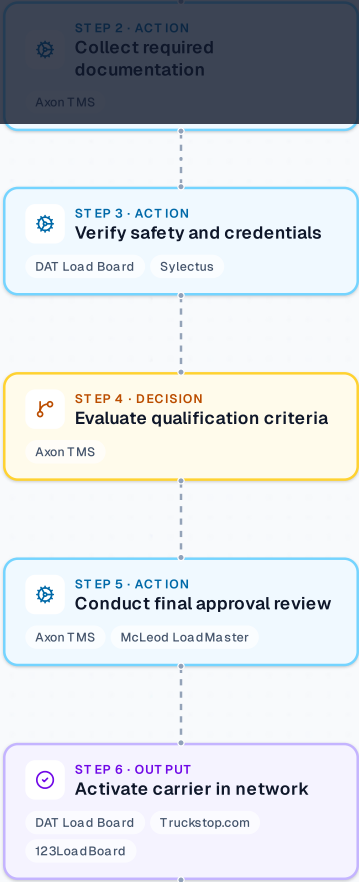 STEP 2 · ACTION
Collect required
documentation
Axon TMS
STEP 3 · ACTION
Verify safety and credentials
DAT Load Board Sylectus
STEP 4 · DECISION
Evaluate qualification criteria
Axon TMS
STEP 5 · ACTION
Conduct final approval review
Axon TMS McLeod LoadMaster
STEP 6 · OUTPUT
Activate carrier in network
DAT Load Board Truckstop.com
123LoadBoard